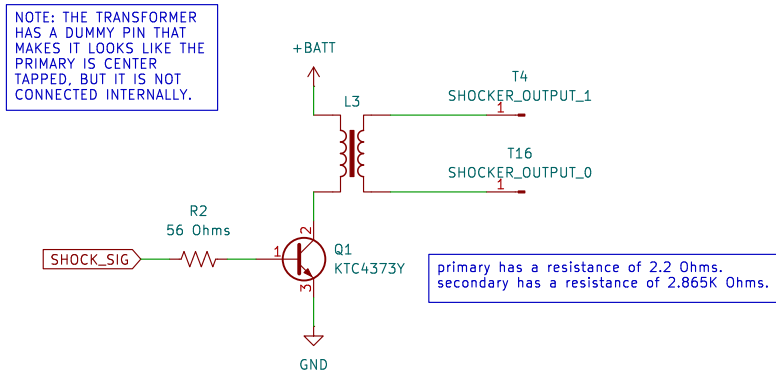 NOTE: THE TRANSFORMER
HAS A DUMMY PIN THAT
MAKES IT LOOKS LIKE THE
PRIMARY IS CENTER
TAPPED, BUT IT IS NOT
CONNECTED INTERNALLY.
+BATT
L3
T4
SHOCKER_OUTPUT_1
1
T16
SHOCKER_OUTPUT_0
1
R2
56 Ohms
SHOCK_SIG
1
2
3
Q1
KTC4373Y
GND
primary has a resistance of 2.2 Ohms.
secondary has a resistance of 2.865K Ohms.